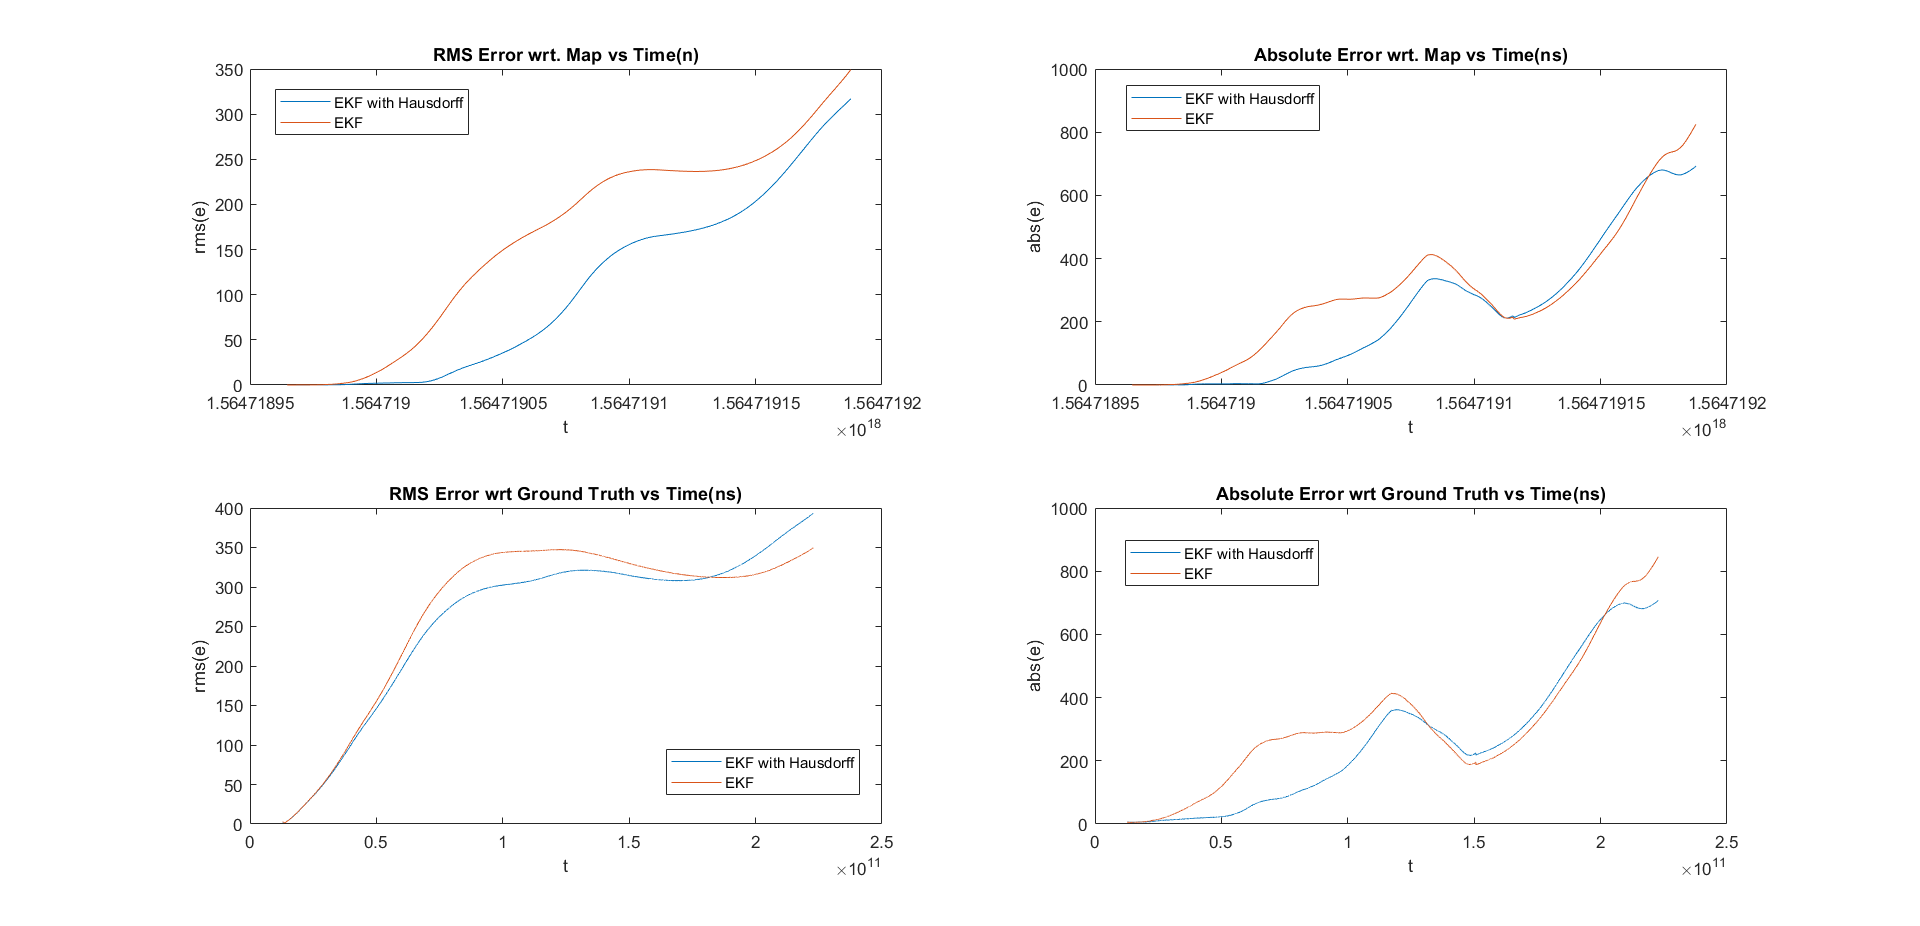 RMS Error wrt. Map vs Time(n)
350
300
250
200
150
100
50
0
rms(e)
EKF with Hausdorff
EKF
1.56471895
1.564719
1.56471905
1.5647191
1.56471915
1.5647192
t
×10^18
Absolute Error wrt. Map vs Time(ns)
1000
800
600
400
200
0
abs(e)
EKF with Hausdorff
EKF
1.56471895
1.564719
1.56471905
1.5647191
1.56471915
1.5647192
t
×10^18
RMS Error wrt Ground Truth vs Time(ns)
400
350
300
250
200
150
100
50
0
rms(e)
EKF with Hausdorff
EKF
0
0.5
1
1.5
2
2.5
t
×10^11
Absolute Error wrt Ground Truth vs Time(ns)
1000
800
600
400
200
0
abs(e)
EKF with Hausdorff
EKF
0
0.5
1
1.5
2
2.5
t
×10^11